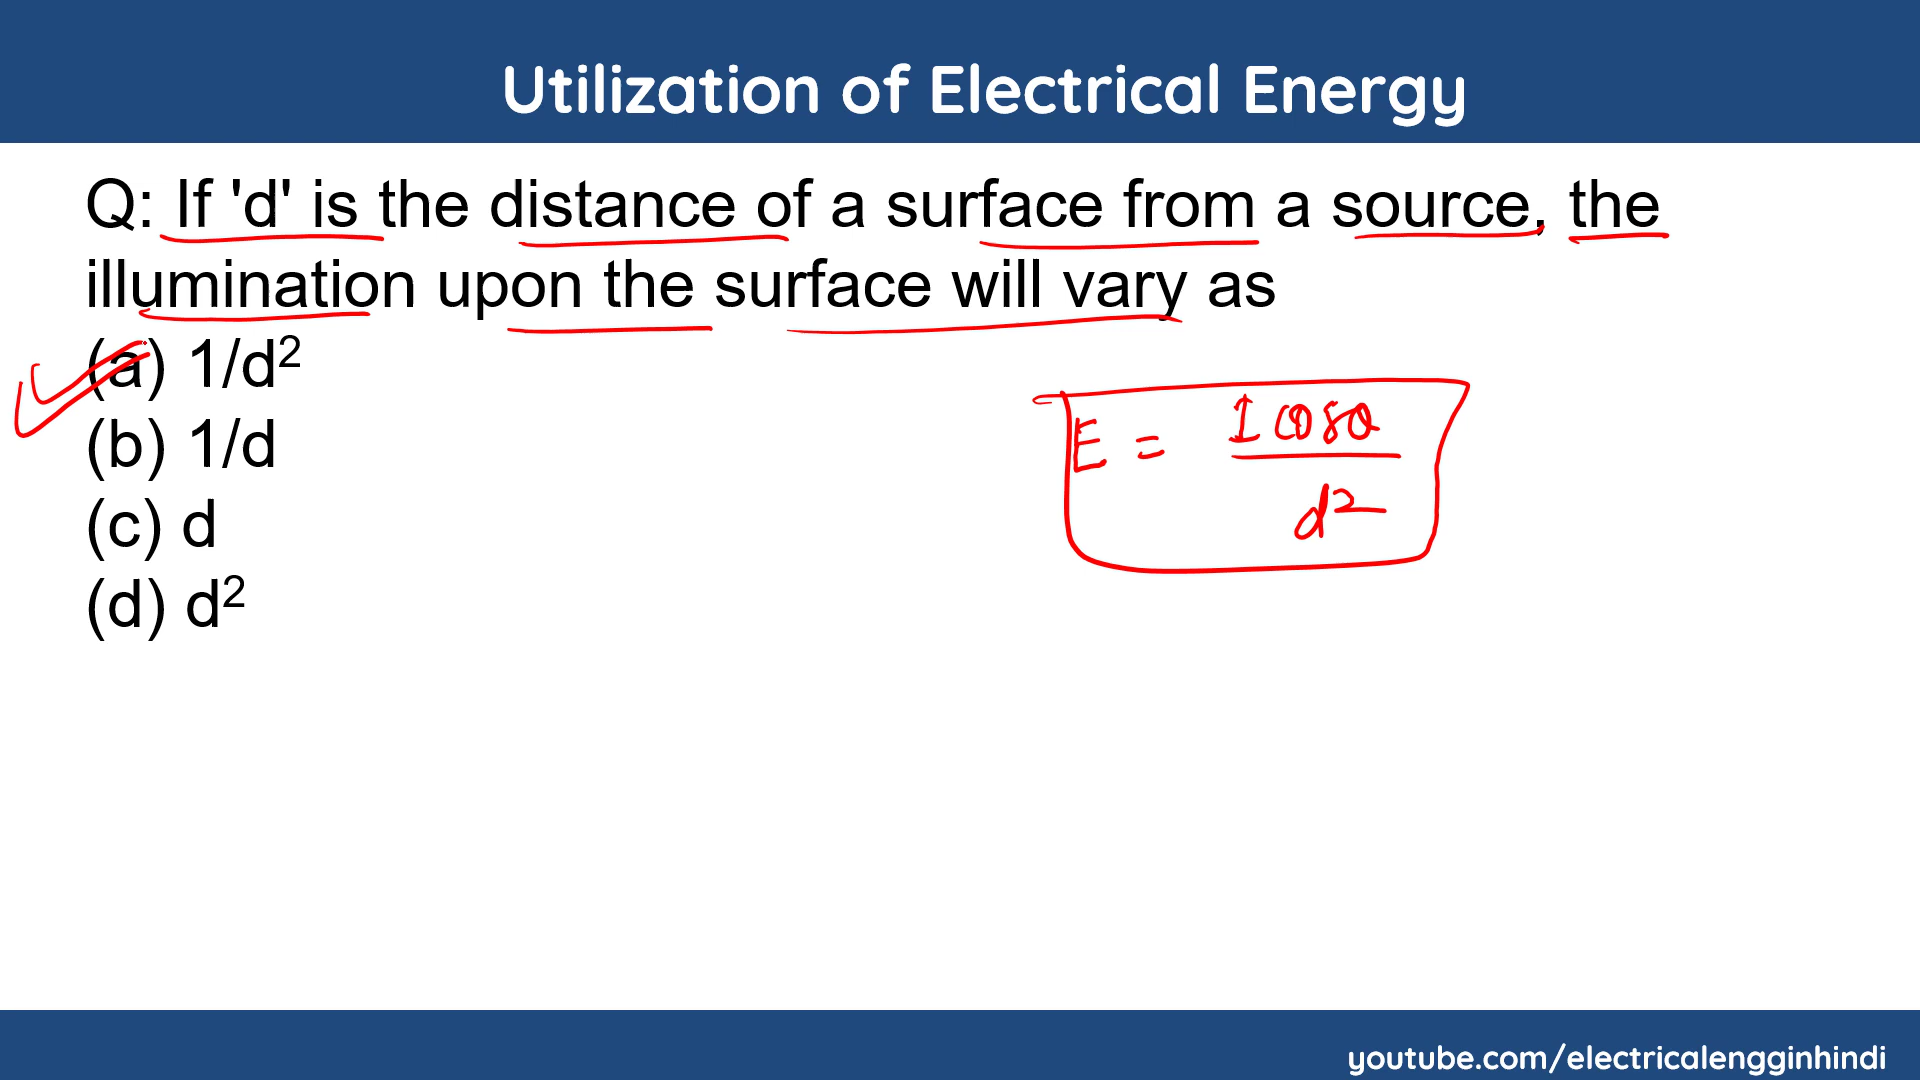 Utilization of Electrical Energy
Q: If 'd' is the distance of a surface from a source, the
illumination upon the surface will vary as
(a) 1/d²
(b) 1/d
(c) d
(d) d²
E = I cosθ
d²
youtube.com/electricalengginhindi